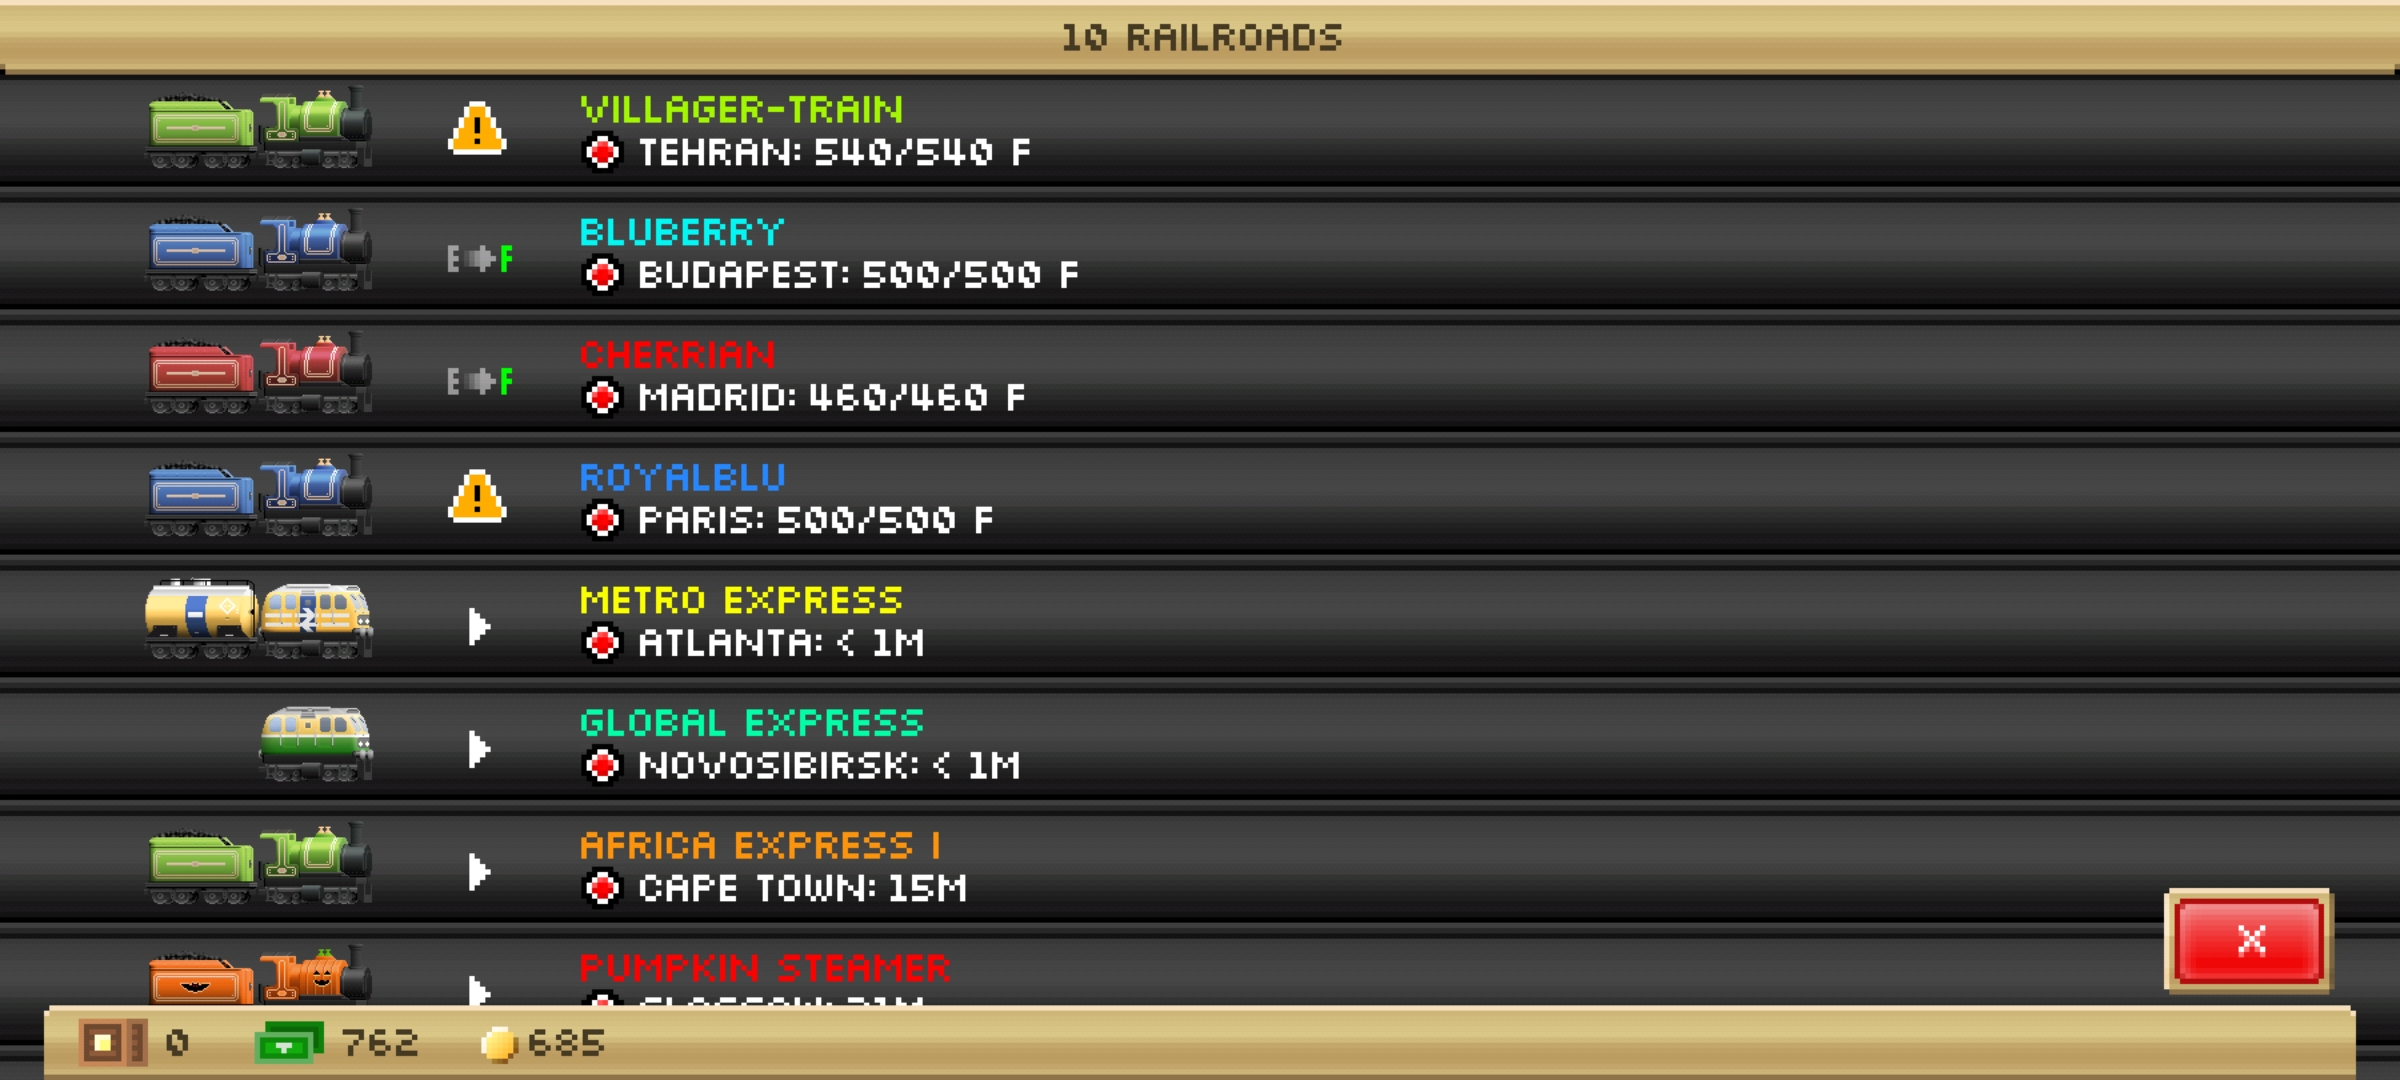 10 RAILROADS
VILLAGER-TRAIN
TEHRAN: 540/540 F
E F
BLUBERRY
BUDAPEST: 500/500 F
E F
CHERRIAN
MADRID: 460/460 F
ROYALBLU
PARIS: 500/500 F
METRO EXPRESS
ATLANTA: < 1M
GLOBAL EXPRESS
NOVOSIBIRSK: < 1M
AFRICA EXPRESS I
CAPE TOWN: 15M
PUMPKIN STEAMER
X
0 762 685